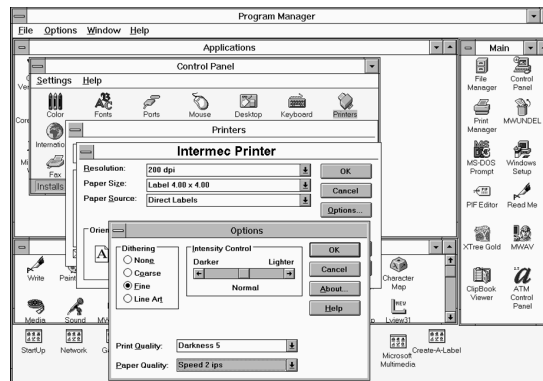 Program Manager
File Options Window Help
Applications
Main
Control Panel
Settings Help
Color
Fonts
Ports
Mouse
Desktop
Keyboard
Printers
Printers
Fax
Installs
Intermec Printer
Resolution: 200 dpi
Paper Size: Label 4.00 x 4.00
Paper Source: Direct Labels
OK
Cancel
Options...
Options
Dithering
None
Coarse
Fine
Line Art
Intensity Control
Darker Lighter
Normal
OK
Cancel
About...
Help
Print Quality: Darkness 5
Paper Quality: Speed 2 ips
File Manager
Control Panel
Print Manager
MWUNDEL
MS-DOS Prompt
Windows Setup
PIF Editor
Read Me
XTree Gold
MWAV
ClipBook Viewer
ATM Control Panel
Write
Character Map
Media
Sound
Lview31
StartUp
Network
Microsoft Multimedia
Create-A-Label